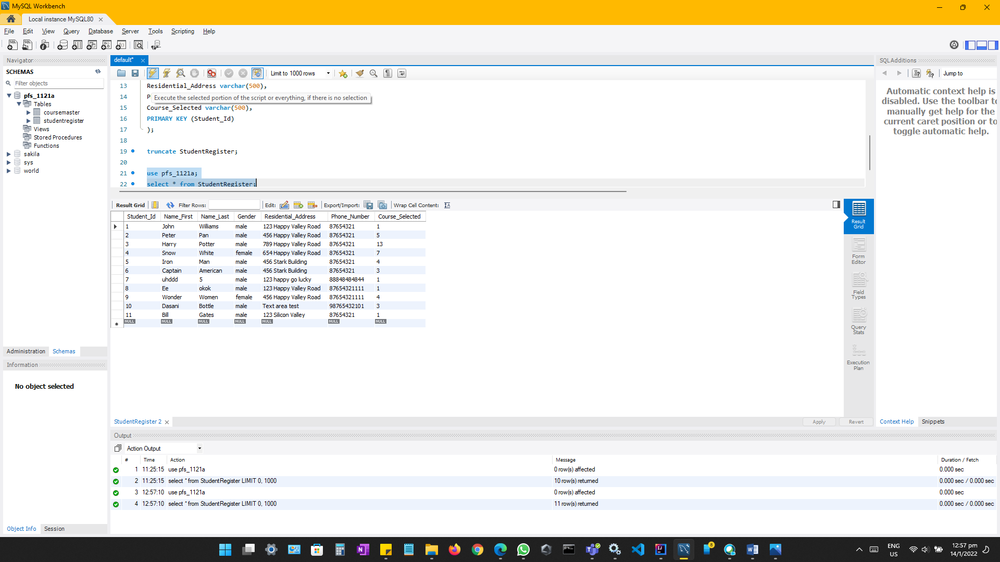 MySQL Workbench
Local instance MySQL80
File Edit View Query Database Server Tools Scripting Help
Navigator
SCHEMAS
Filter objects
pfs_1121a
Tables
coursemaster
studentregister
Views
Stored Procedures
Functions
sakila
sys
world
Administration Schemas
Information
No object selected
Object Info Session
default*
Limit to 1000 rows
13 Residential_Address varchar(500),
14 P
Execute the selected portion of the script or everything, if there is no selection
15 Course_Selected varchar(500),
16 PRIMARY KEY (Student_Id)
17 );
18
19 truncate StudentRegister;
20
21 use pfs_1121a;
22 select * from StudentRegister;
Result Grid Filter Rows: Edit: Export/Import: Wrap Cell Content:
Student_Id Name_First Name_Last Gender Residential_Address Phone_Number Course_Selected
1 John Williams male 123 Happy Valley Road 87654321 1
2 Peter Pan male 456 Happy Valley Road 87654321 5
3 Harry Potter male 789 Happy Valley Road 87654321 13
4 Snow White female 654 Happy Valley Road 87654321 7
5 Iron Man male 456 Stark Building 87654321 4
6 Captain American male 456 Stark Building 87654321 3
7 uhddd 5 male 123 happy go lucky 88848484844 1
8 Ee okok male 123 Happy Valley Road 87654321111 1
9 Wonder Women female 456 Happy Valley Road 87654321111 4
10 Dasani Bottle male Text area test 98765432101 3
11 Bill Gates male 123 Silicon Valley 87654321 1
NULL NULL NULL NULL NULL NULL NULL
Result
Grid
Form
Editor
Field
Types
Query
Stats
Execution
Plan
StudentRegister 2
Apply Revert
SQLAdditions
Jump to
Automatic context help is
disabled. Use the toolbar to
manually get help for the
current caret position or to
toggle automatic help.
Context Help Snippets
Output
Action Output
# Time Action Message Duration / Fetch
1 11:25:15 use pfs_1121a 0 row(s) affected 0.000 sec
2 11:25:15 select * from StudentRegister LIMIT 0, 1000 10 row(s) returned 0.000 sec / 0.000 sec
3 12:57:10 use pfs_1121a 0 row(s) affected 0.000 sec
4 12:57:10 select * from StudentRegister LIMIT 0, 1000 11 row(s) returned 0.000 sec / 0.000 sec
8
ENG
US
12:57 pm
14/1/2022